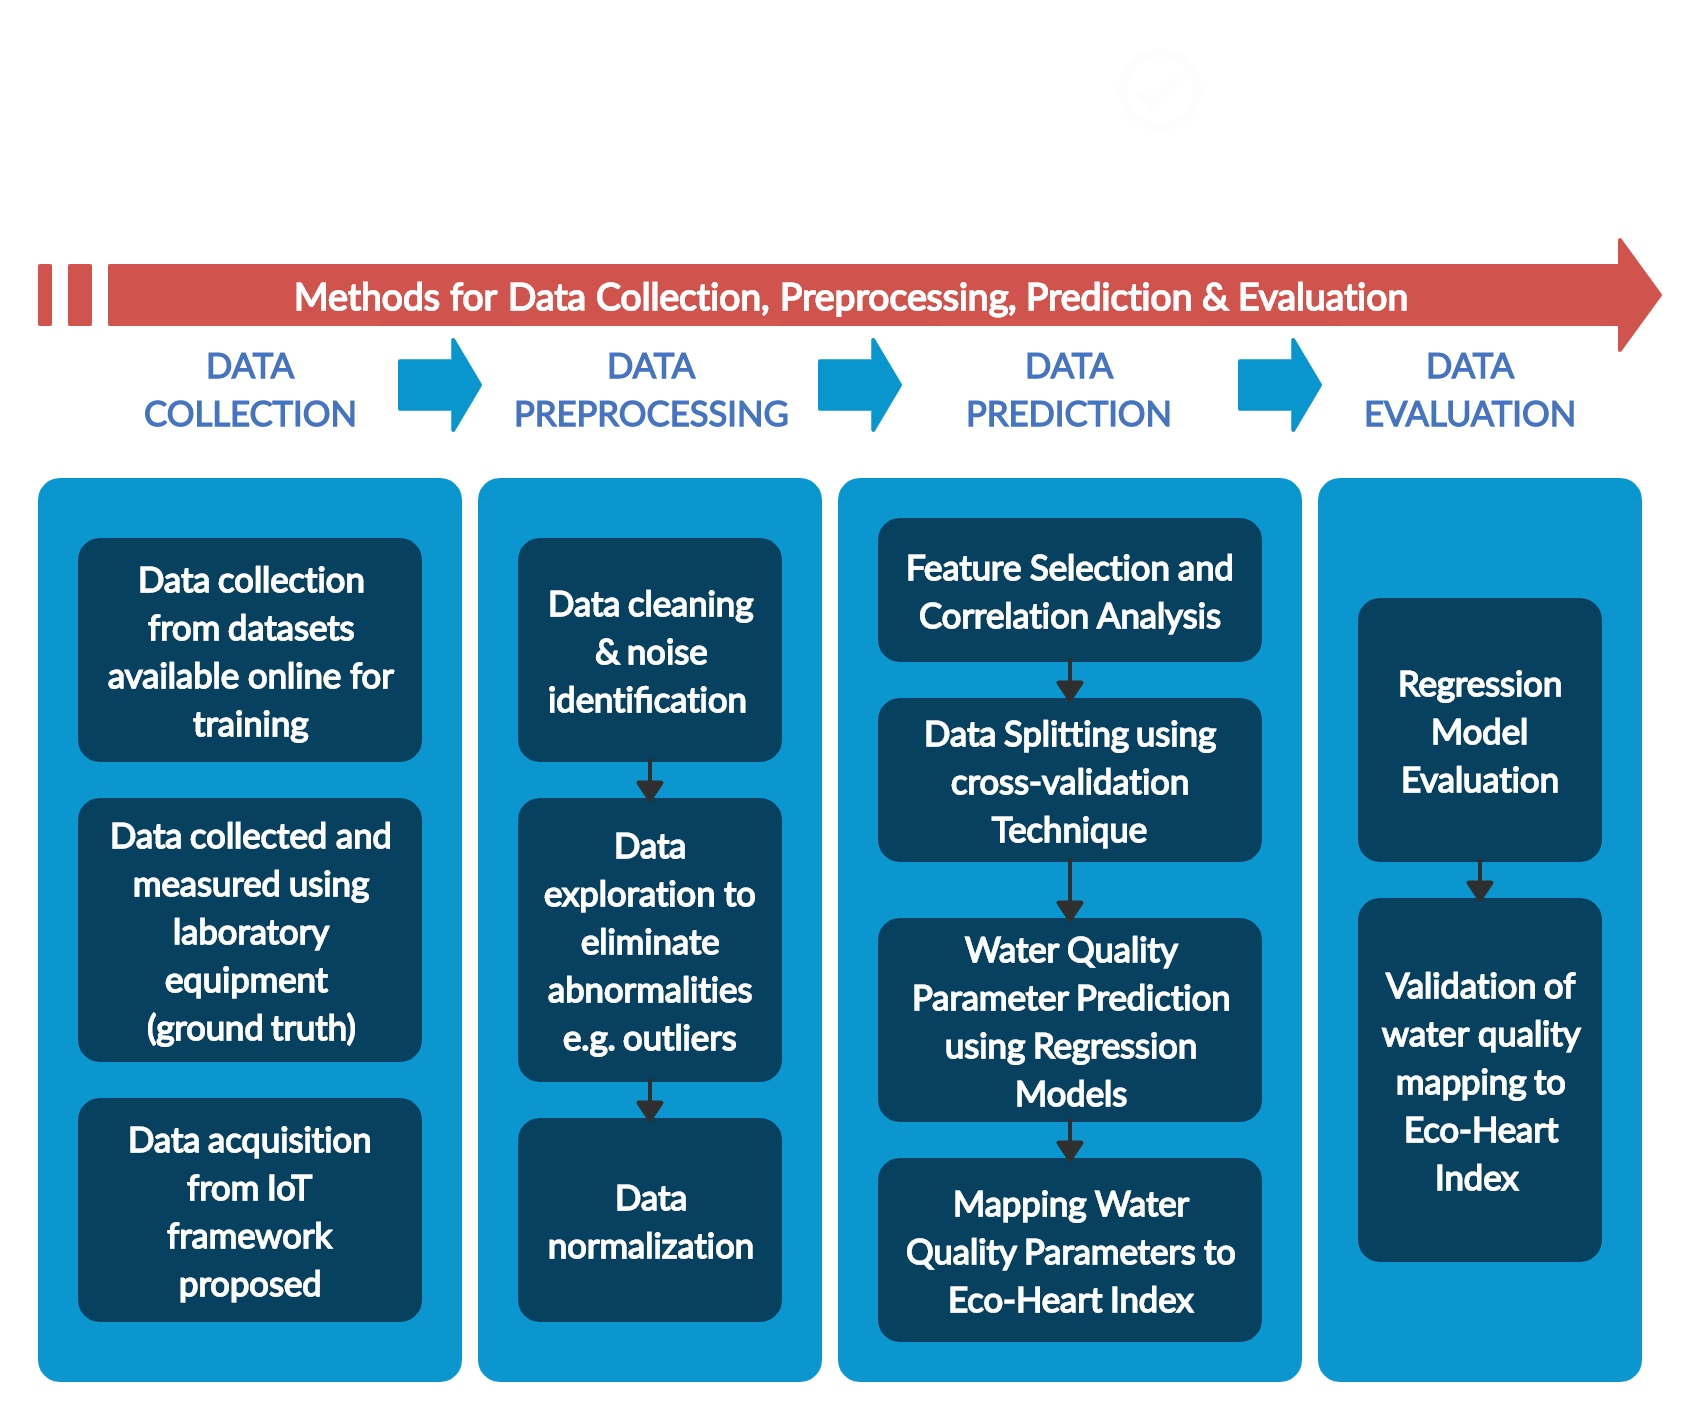 Methods for Data Collection, Preprocessing, Prediction & Evaluation
DATA
COLLECTION
DATA
PREPROCESSING
DATA
PREDICTION
DATA
EVALUATION
Data collection
from datasets
available online for
training
Data collected and
measured using
laboratory
equipment
(ground truth)
Data acquisition
from IoT
framework
proposed
Data cleaning
& noise
identification
Data
exploration to
eliminate
abnormalities
e.g. outliers
Data
normalization
Feature Selection and
Correlation Analysis
Data Splitting using
cross-validation
Technique
Water Quality
Parameter Prediction
using Regression
Models
Mapping Water
Quality Parameters to
Eco-Heart Index
Regression
Model
Evaluation
Validation of
water quality
mapping to
Eco-Heart
Index